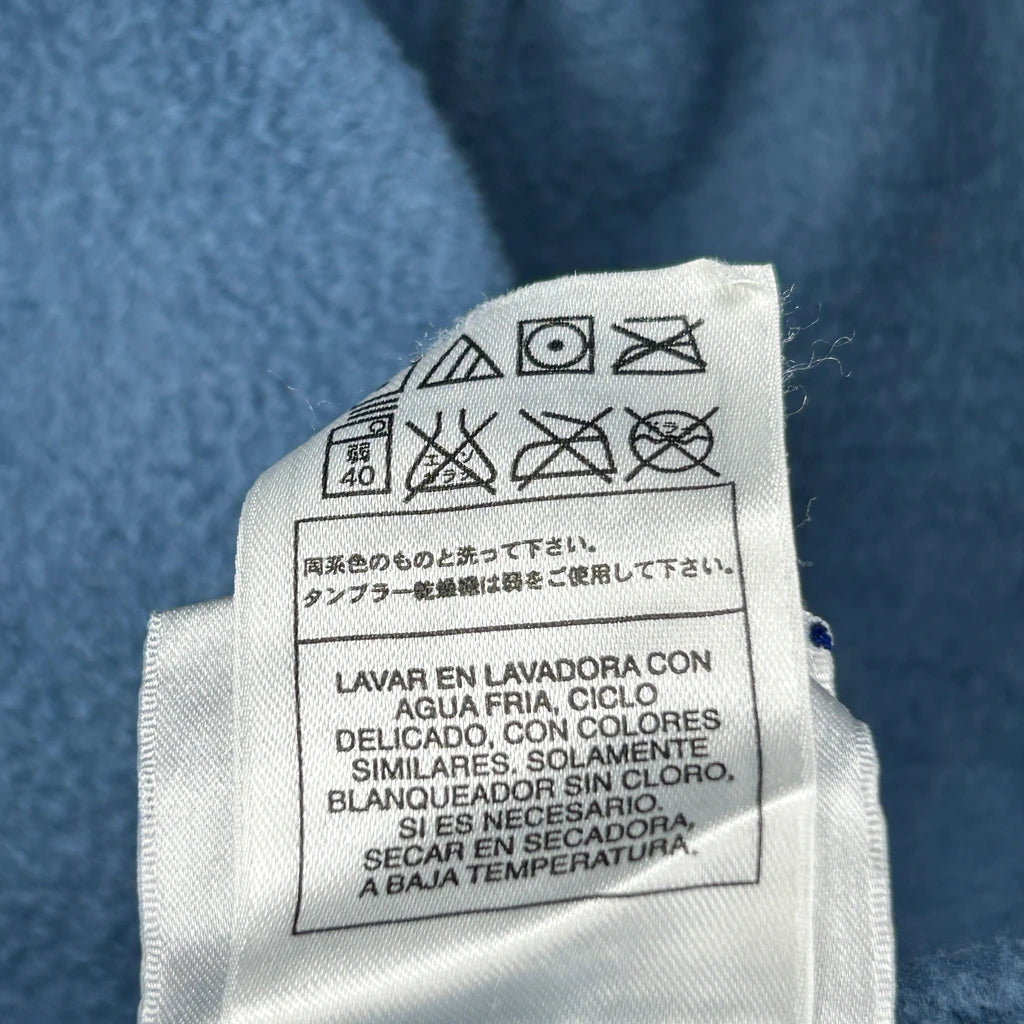 弱
40
同系色のものと洗って下さい。
タンブラー乾燥機は弱をご使用して下さい。
LAVAR EN LAVADORA CON
AGUA FRIA, CICLO
DELICADO, CON COLORES
SIMILARES. SOLAMENTE
BLANQUEADOR SIN CLORO,
SI ES NECESARIO.
SECAR EN SECADORA,
A BAJA TEMPERATURA.